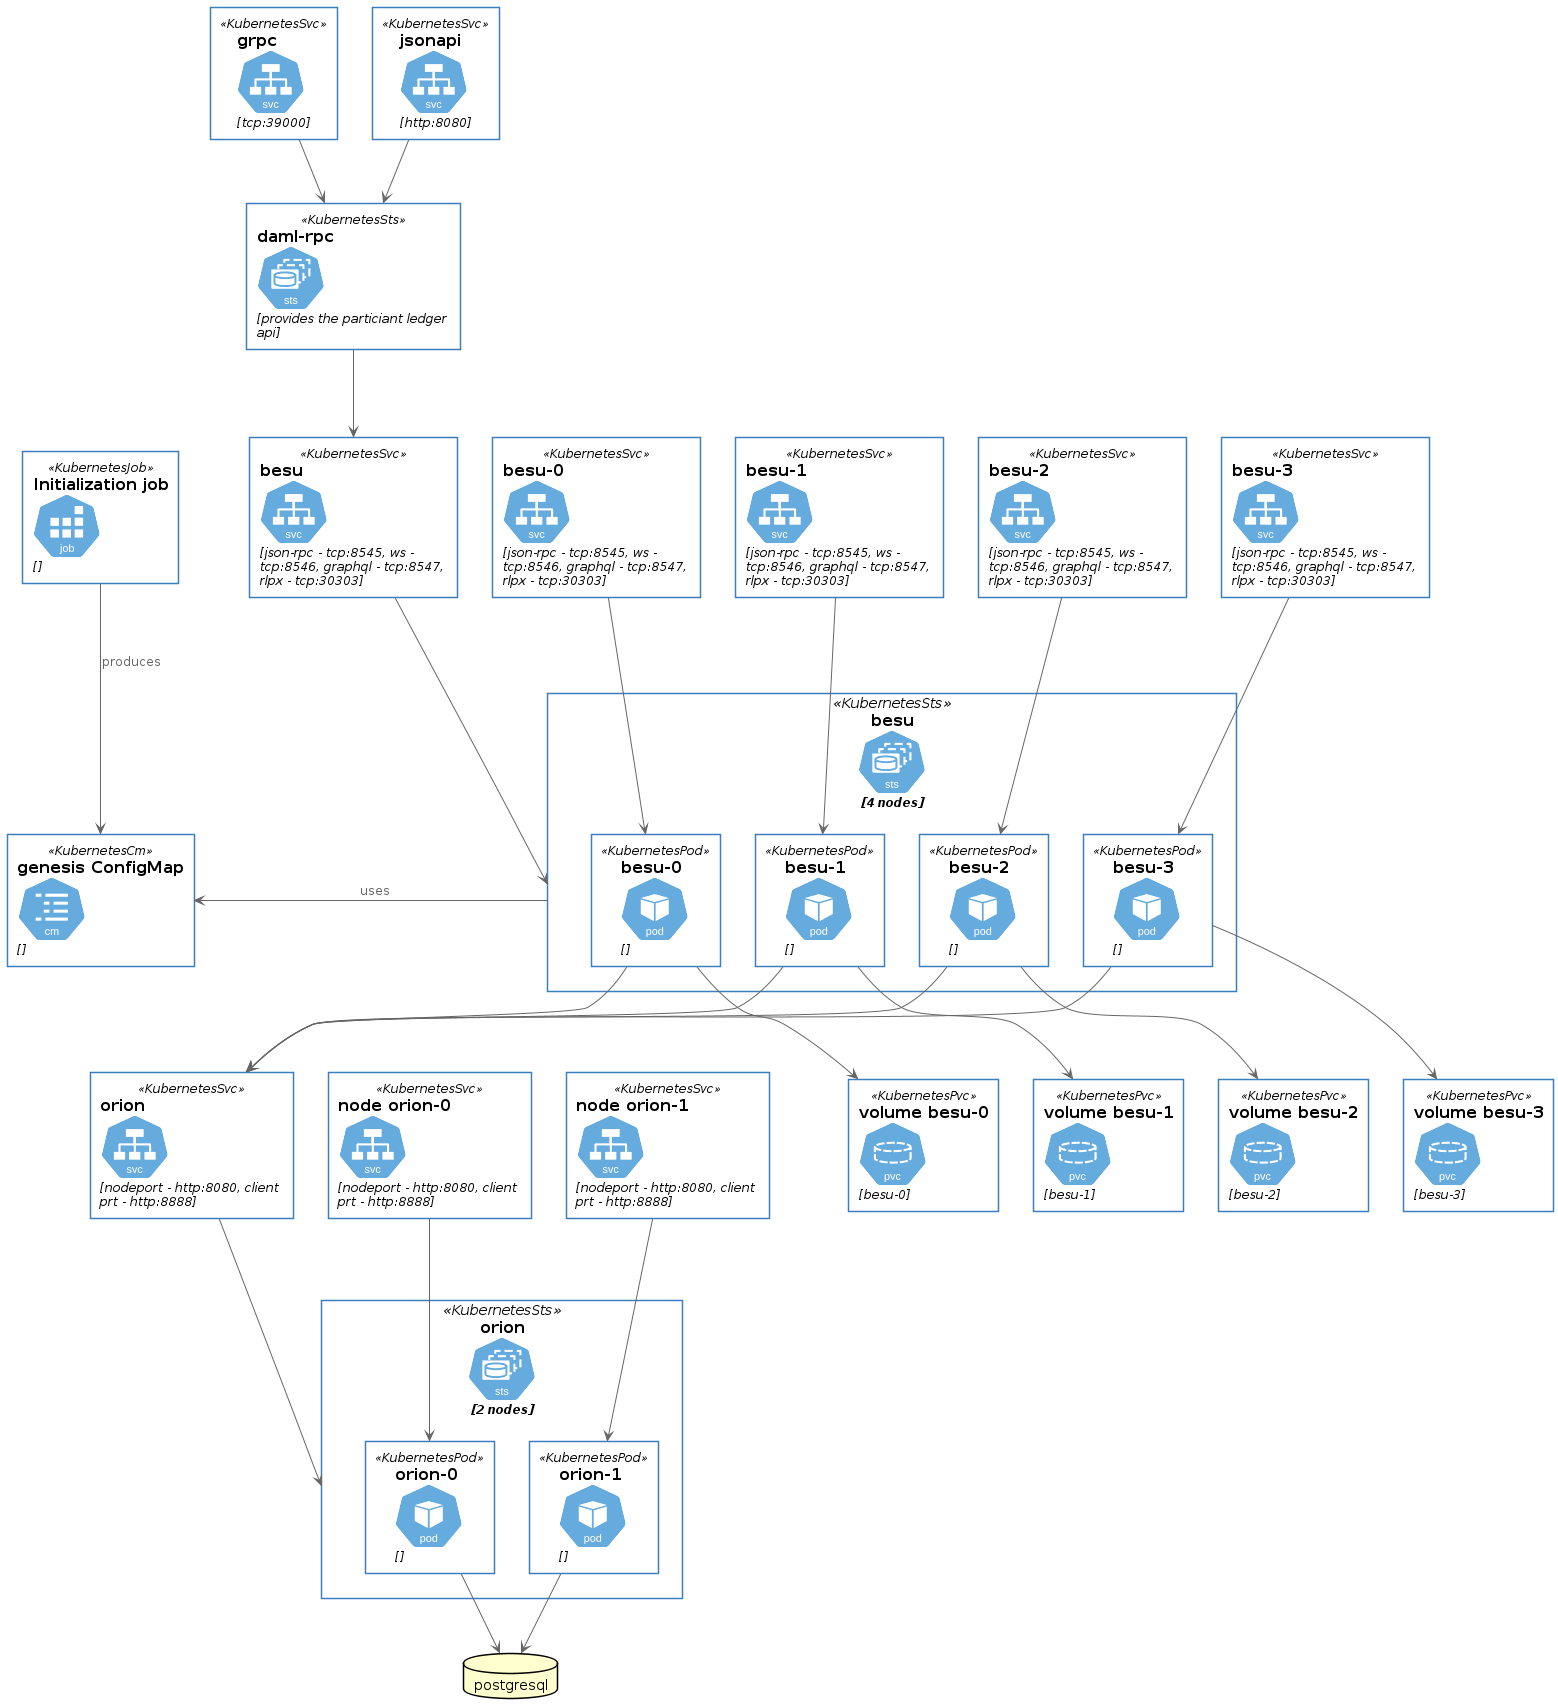 «KubernetesSvc»
grpc
svc
[tcp:39000]
«KubernetesSvc»
jsonapi
svc
[http:8080]
«KubernetesSts»
daml-rpc
sts
[provides the particiant ledger
api]
«KubernetesJob»
Initialization job
job
[]
«KubernetesSvc»
besu
svc
[json-rpc - tcp:8545, ws -
tcp:8546, graphql - tcp:8547,
rlpx - tcp:30303]
«KubernetesSvc»
besu-0
svc
[json-rpc - tcp:8545, ws -
tcp:8546, graphql - tcp:8547,
rlpx - tcp:30303]
«KubernetesSvc»
besu-1
svc
[json-rpc - tcp:8545, ws -
tcp:8546, graphql - tcp:8547,
rlpx - tcp:30303]
«KubernetesSvc»
besu-2
svc
[json-rpc - tcp:8545, ws -
tcp:8546, graphql - tcp:8547,
rlpx - tcp:30303]
«KubernetesSvc»
besu-3
svc
[json-rpc - tcp:8545, ws -
tcp:8546, graphql - tcp:8547,
rlpx - tcp:30303]
produces
«KubernetesSts»
besu
sts
[4 nodes]
«KubernetesCm»
genesis ConfigMap
cm
[]
uses
«KubernetesPod»
besu-0
pod
[]
«KubernetesPod»
besu-1
pod
[]
«KubernetesPod»
besu-2
pod
[]
«KubernetesPod»
besu-3
pod
[]
«KubernetesSvc»
orion
svc
[nodeport - http:8080, client
prt - http:8888]
«KubernetesSvc»
node orion-0
svc
[nodeport - http:8080, client
prt - http:8888]
«KubernetesSvc»
node orion-1
svc
[nodeport - http:8080, client
prt - http:8888]
«KubernetesPvc»
volume besu-0
pvc
[besu-0]
«KubernetesPvc»
volume besu-1
pvc
[besu-1]
«KubernetesPvc»
volume besu-2
pvc
[besu-2]
«KubernetesPvc»
volume besu-3
pvc
[besu-3]
«KubernetesSts»
orion
sts
[2 nodes]
«KubernetesPod»
orion-0
pod
[]
«KubernetesPod»
orion-1
pod
[]
postgresql